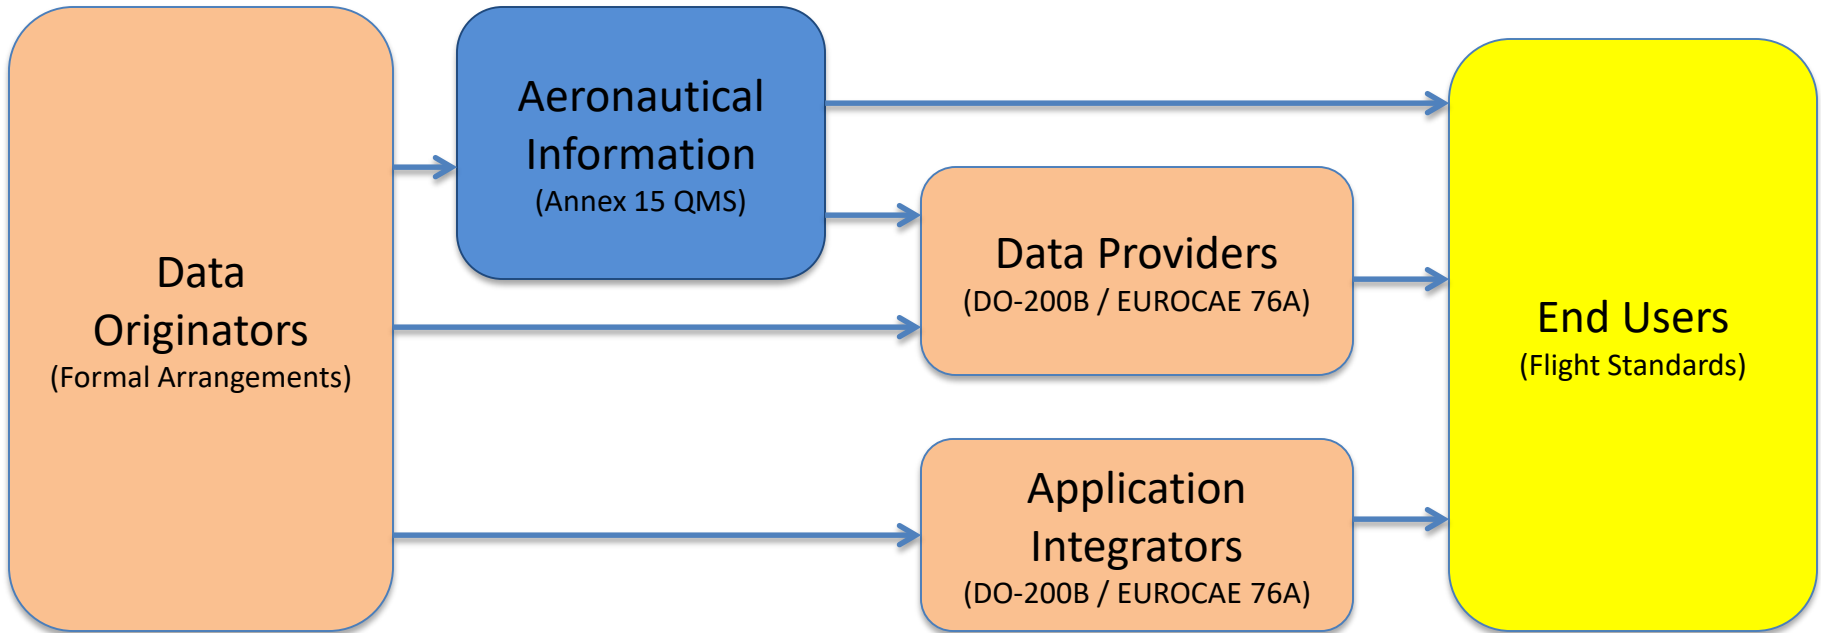 Data
Originators
(Formal Arrangements)
Aeronautical
Information
(Annex 15 QMS)
Data Providers
(DO-200B / EUROCAE 76A)
Application
Integrators
(DO-200B / EUROCAE 76A)
End Users
(Flight Standards)